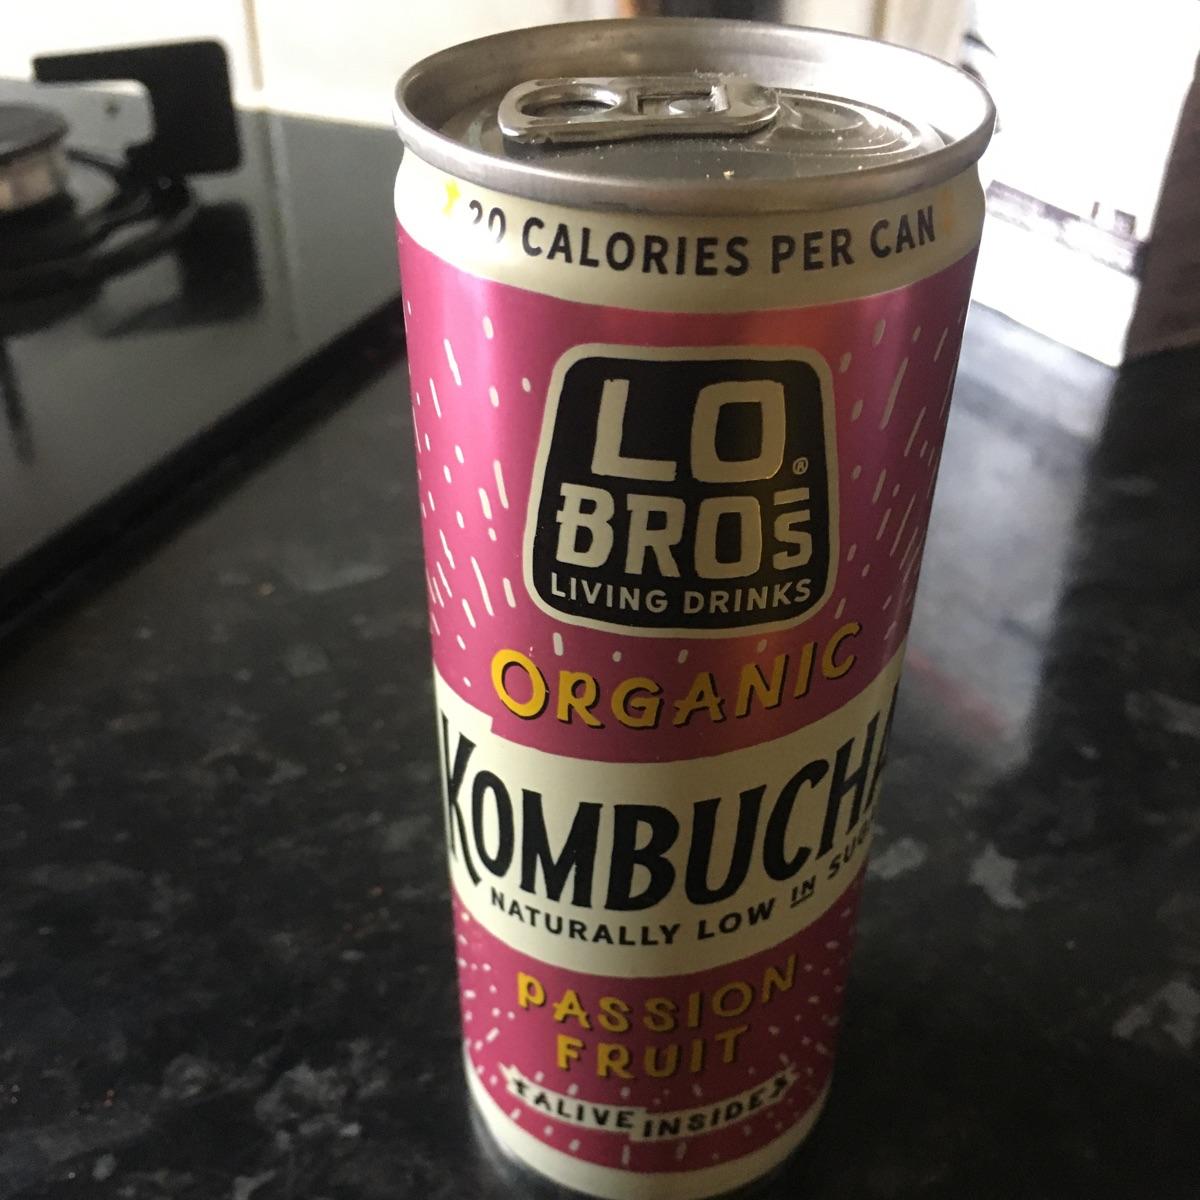 20 CALORIES PER CAN
LO
BROS
®
LIVING DRINKS
ORGANIC
KOMBUCHA
NATURALLY LOW IN
PASSION
FRUIT
ALIVE INSIDE